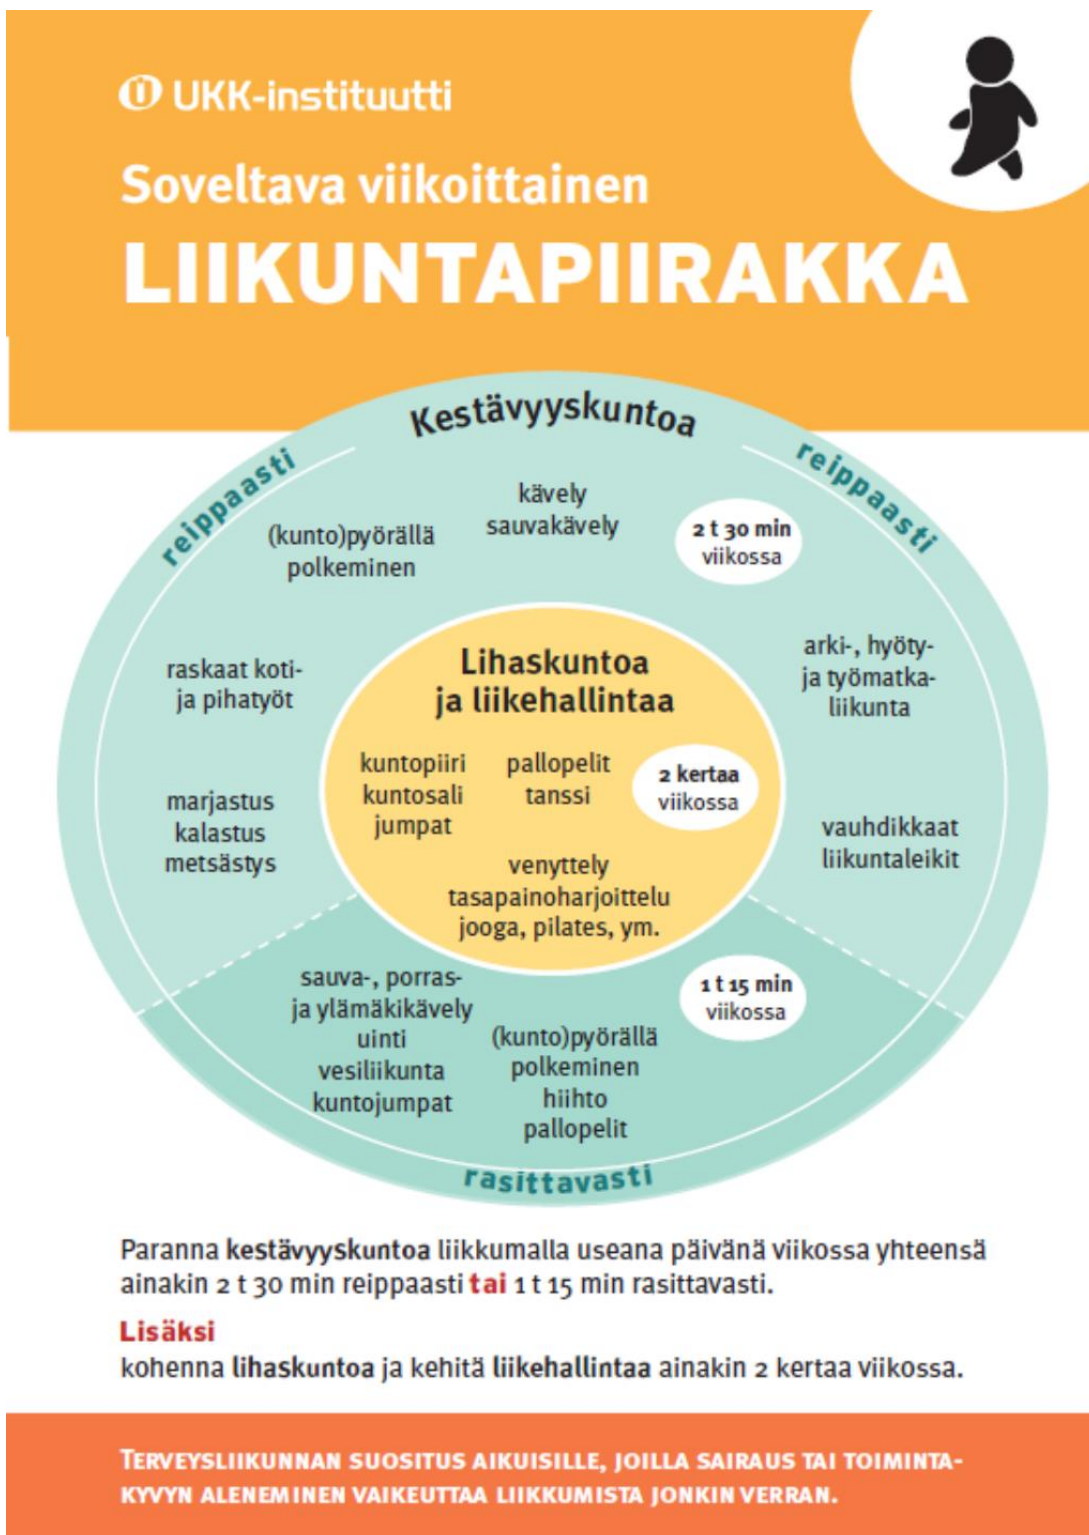 UKK-instituutti
Soveltava viikoittainen
LIIKUNTAPIIRAKKA
Kestävyyskuntoa
reippaasti
reippaasti
kävely
sauvakävely
2 t 30 min
viikossa
(kunto)pyörällä
polkeminen
raskaat koti-
ja pihatyöt
arki-, hyöty-
ja työmatka-
liikunta
marjastus
kalastus
metsästys
vauhdikkaat
liikuntaleikit
Lihaskuntoa
ja liikehallintaa
kuntopiiri
kuntosali
jumpat
pallopelit
tanssi
2 kertaa
viikossa
venyttely
tasapainoharjoittelu
jooga, pilates, ym.
sauva-, porras-
ja ylämäkikävely
uinti
vesiliikunta
kuntojumpat
(kunto)pyörällä
polkeminen
hiihto
pallopelit
1 t 15 min
viikossa
rasittavasti
Paranna kestävyyskuntoa liikkumalla useana päivänä viikossa yhteensä
ainakin 2 t 30 min reippaasti tai 1 t 15 min rasittavasti.
Lisäksi
kohenna lihaskuntoa ja kehitä liikehallintaa ainakin 2 kertaa viikossa.
TERVEYSLIIKUNNAN SUOSITUS AIKUISILLE, JOILLA SAIRAUS TAI TOIMINTA-
KYVYN ALENEMINEN VAIKEUTTAA LIIKKUMISTA JONKIN VERRAN.